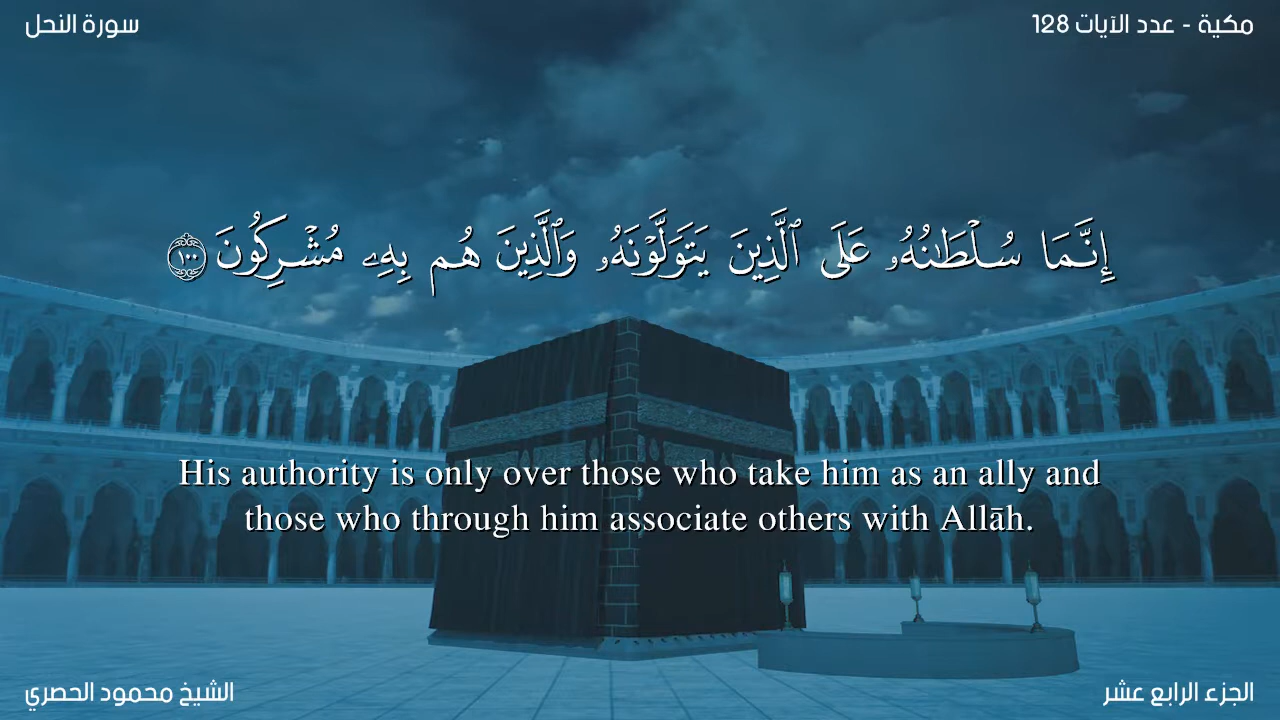 مكية - عدد الآيات 128
سورة النحل
إِنَّمَا سُلْطَـٰنُهُۥ عَلَى ٱلَّذِينَ يَتَوَلَّوْنَهُۥ وَٱلَّذِينَ هُم بِهِۦ مُشْرِكُونَ ١٠٠
His authority is only over those who take him as an ally and
those who through him associate others with Allāh.
الجزء الرابع عشر
الشيخ محمود الحصري